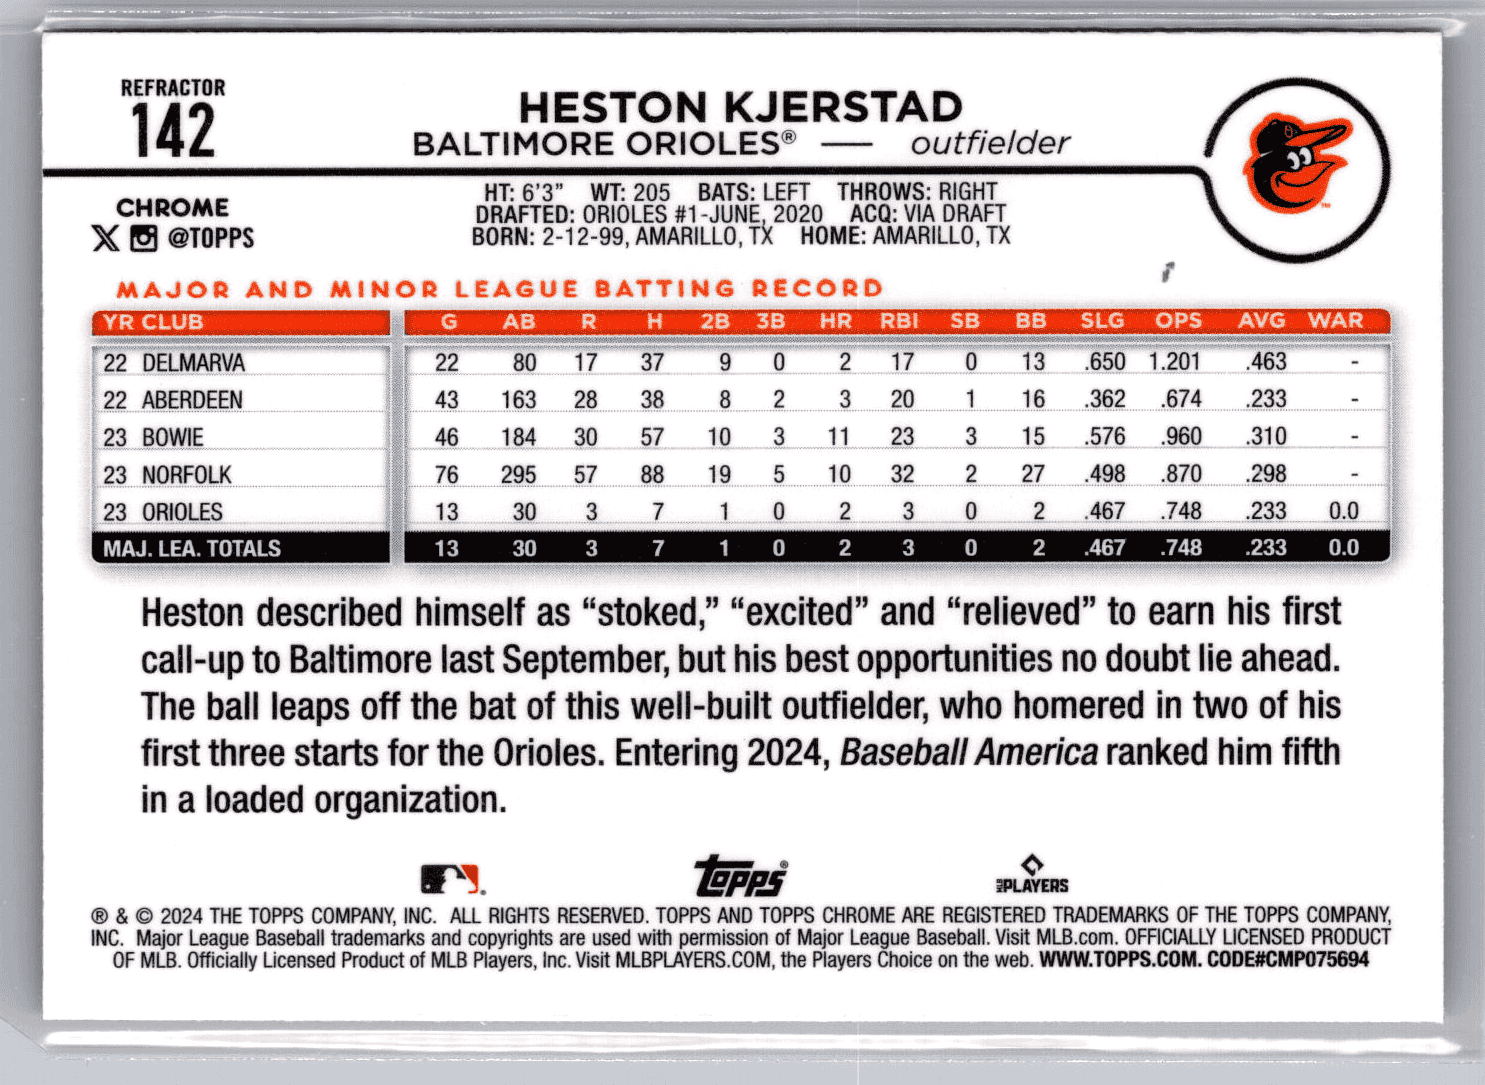 REFRACTOR
142
HESTON KJERSTAD
BALTIMORE ORIOLES® — outfielder
CHROME
@TOPPS
HT: 6'3" WT: 205 BATS: LEFT THROWS: RIGHT
DRAFTED: ORIOLES #1-JUNE, 2020 ACQ: VIA DRAFT
BORN: 2-12-99, AMARILLO, TX HOME: AMARILLO, TX
MAJOR AND MINOR LEAGUE BATTING RECORD
YR CLUB G AB R H 2B 3B HR RBI SB BB SLG OPS AVG WAR
22 DELMARVA 22 80 17 37 9 0 2 17 0 13 .650 1.201 .463 -
22 ABERDEEN 43 163 28 38 8 2 3 20 1 16 .362 .674 .233 -
23 BOWIE 46 184 30 57 10 3 11 23 3 15 .576 .960 .310 -
23 NORFOLK 76 295 57 88 19 5 10 32 2 27 .498 .870 .298 -
23 ORIOLES 13 30 3 7 1 0 2 3 0 2 .467 .748 .233 0.0
MAJ. LEA. TOTALS 13 30 3 7 1 0 2 3 0 2 .467 .748 .233 0.0
Heston described himself as “stoked,” “excited” and “relieved” to earn his first
call-up to Baltimore last September, but his best opportunities no doubt lie ahead.
The ball leaps off the bat of this well-built outfielder, who homered in two of his
first three starts for the Orioles. Entering 2024, Baseball America ranked him fifth
in a loaded organization.
Topps®
MLB PLAYERS
® & © 2024 THE TOPPS COMPANY, INC. ALL RIGHTS RESERVED. TOPPS AND TOPPS CHROME ARE REGISTERED TRADEMARKS OF THE TOPPS COMPANY,
INC. Major League Baseball trademarks and copyrights are used with permission of Major League Baseball. Visit MLB.com. OFFICIALLY LICENSED PRODUCT
OF MLB. Officially Licensed Product of MLB Players, Inc. Visit MLBPLAYERS.COM, the Players Choice on the web. WWW.TOPPS.COM. CODE#CMP075694